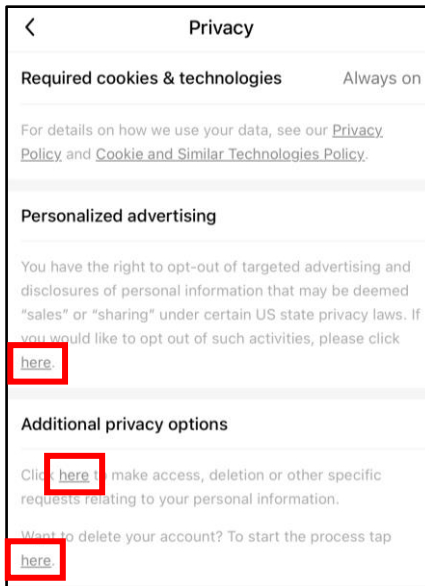 Privacy
Required cookies & technologies Always on
For details on how we use your data, see our Privacy
Policy and Cookie and Similar Technologies Policy.
Personalized advertising
You have the right to opt-out of targeted advertising and
disclosures of personal information that may be deemed
“sales” or “sharing” under certain US state privacy laws. If
you would like to opt out of such activities, please click
here.
Additional privacy options
Click here to make access, deletion or other specific
requests relating to your personal information.
Want to delete your account? To start the process tap
here.